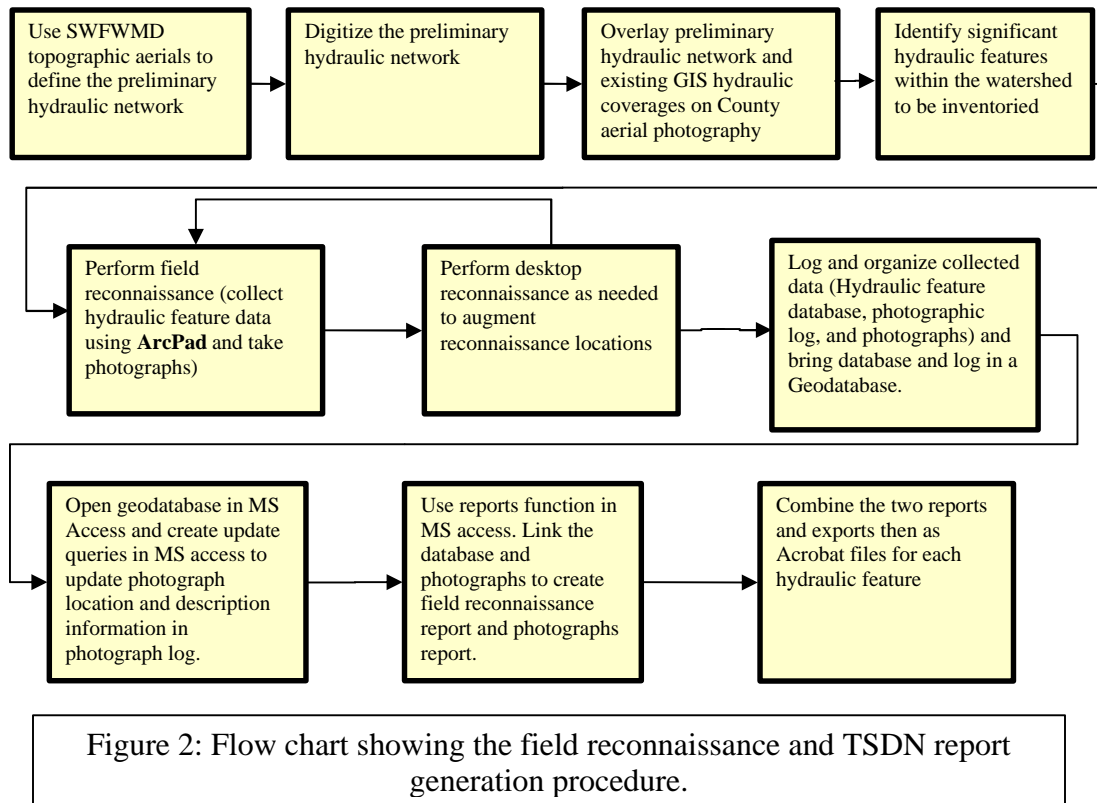 Use SWFWMD
topographic aerials to
define the preliminary
hydraulic network
Digitize the preliminary
hydraulic network
Overlay preliminary
hydraulic network and
existing GIS hydraulic
coverages on County
aerial photography
Identify significant
hydraulic features
within the watershed
to be inventoried
Perform field
reconnaissance (collect
hydraulic feature data
using ArcPad and take
photographs)
Perform desktop
reconnaissance as needed
to augment
reconnaissance locations
Log and organize collected
data (Hydraulic feature
database, photographic
log, and photographs) and
bring database and log in a
Geodatabase.
Open geodatabase in MS
Access and create update
queries in MS access to
update photograph
location and description
information in
photograph log.
Use reports function in
MS access. Link the
database and
photographs to create
field reconnaissance
report and photographs
report.
Combine the two reports
and exports then as
Acrobat files for each
hydraulic feature
Figure 2: Flow chart showing the field reconnaissance and TSDN report
generation procedure.